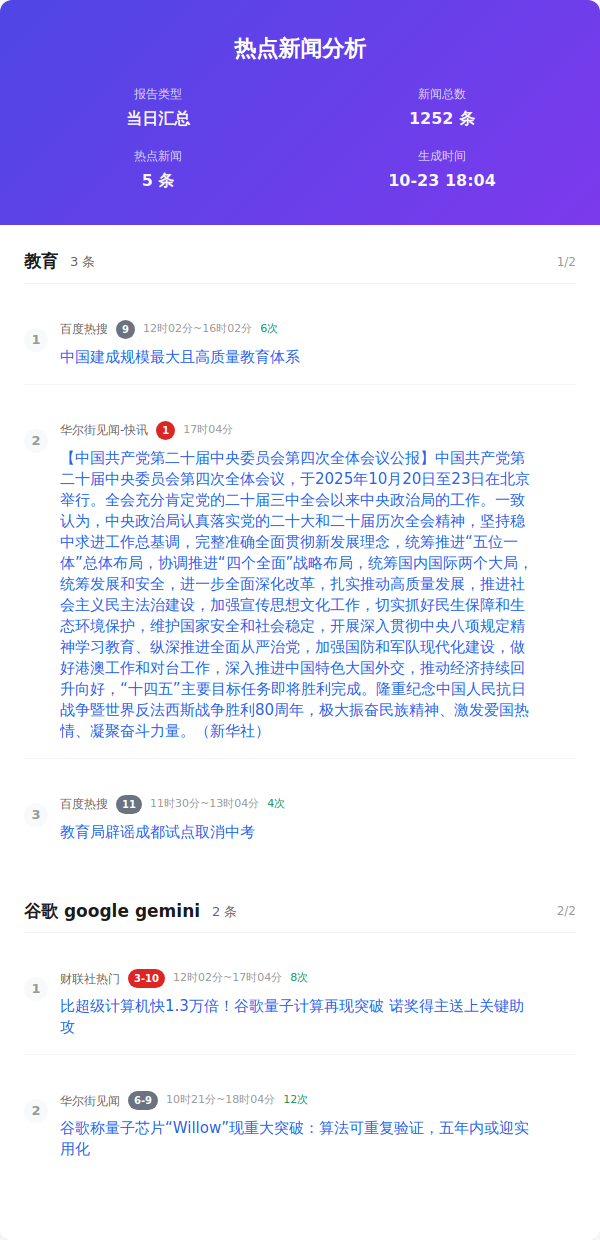 热点新闻分析
报告类型
新闻总数
当日汇总
1252 条
热点新闻
生成时间
5 条
10-23 18:04
教育 3 条 1/2
1
百度热搜 9 12时02分~16时02分 6次
中国建成规模最大且高质量教育体系
2
华尔街见闻-快讯 1 17时04分
【中国共产党第二十届中央委员会第四次全体会议公报】中国共产党第
二十届中央委员会第四次全体会议，于2025年10月20日至23日在北京
举行。全会充分肯定党的二十届三中全会以来中央政治局的工作。一致
认为，中央政治局认真落实党的二十大和二十届历次全会精神，坚持稳
中求进工作总基调，完整准确全面贯彻新发展理念，统筹推进“五位一
体”总体布局，协调推进“四个全面”战略布局，统筹国内国际两个大局，
统筹发展和安全，进一步全面深化改革，扎实推动高质量发展，推进社
会主义民主法治建设，加强宣传思想文化工作，切实抓好民生保障和生
态环境保护，维护国家安全和社会稳定，开展深入贯彻中央八项规定精
神学习教育、纵深推进全面从严治党，加强国防和军队现代化建设，做
好港澳工作和对台工作，深入推进中国特色大国外交，推动经济持续回
升向好，“十四五”主要目标任务即将胜利完成。隆重纪念中国人民抗日
战争暨世界反法西斯战争胜利80周年，极大振奋民族精神、激发爱国热
情、凝聚奋斗力量。（新华社）
3
百度热搜 11 11时30分~13时04分 4次
教育局辟谣成都试点取消中考
谷歌 google gemini 2 条 2/2
1
财联社热门 3-10 12时02分~17时04分 8次
比超级计算机快1.3万倍！谷歌量子计算再现突破 诺奖得主送上关键助
攻
2
华尔街见闻 6-9 10时21分~18时04分 12次
谷歌称量子芯片“Willow”现重大突破：算法可重复验证，五年内或迎实
用化